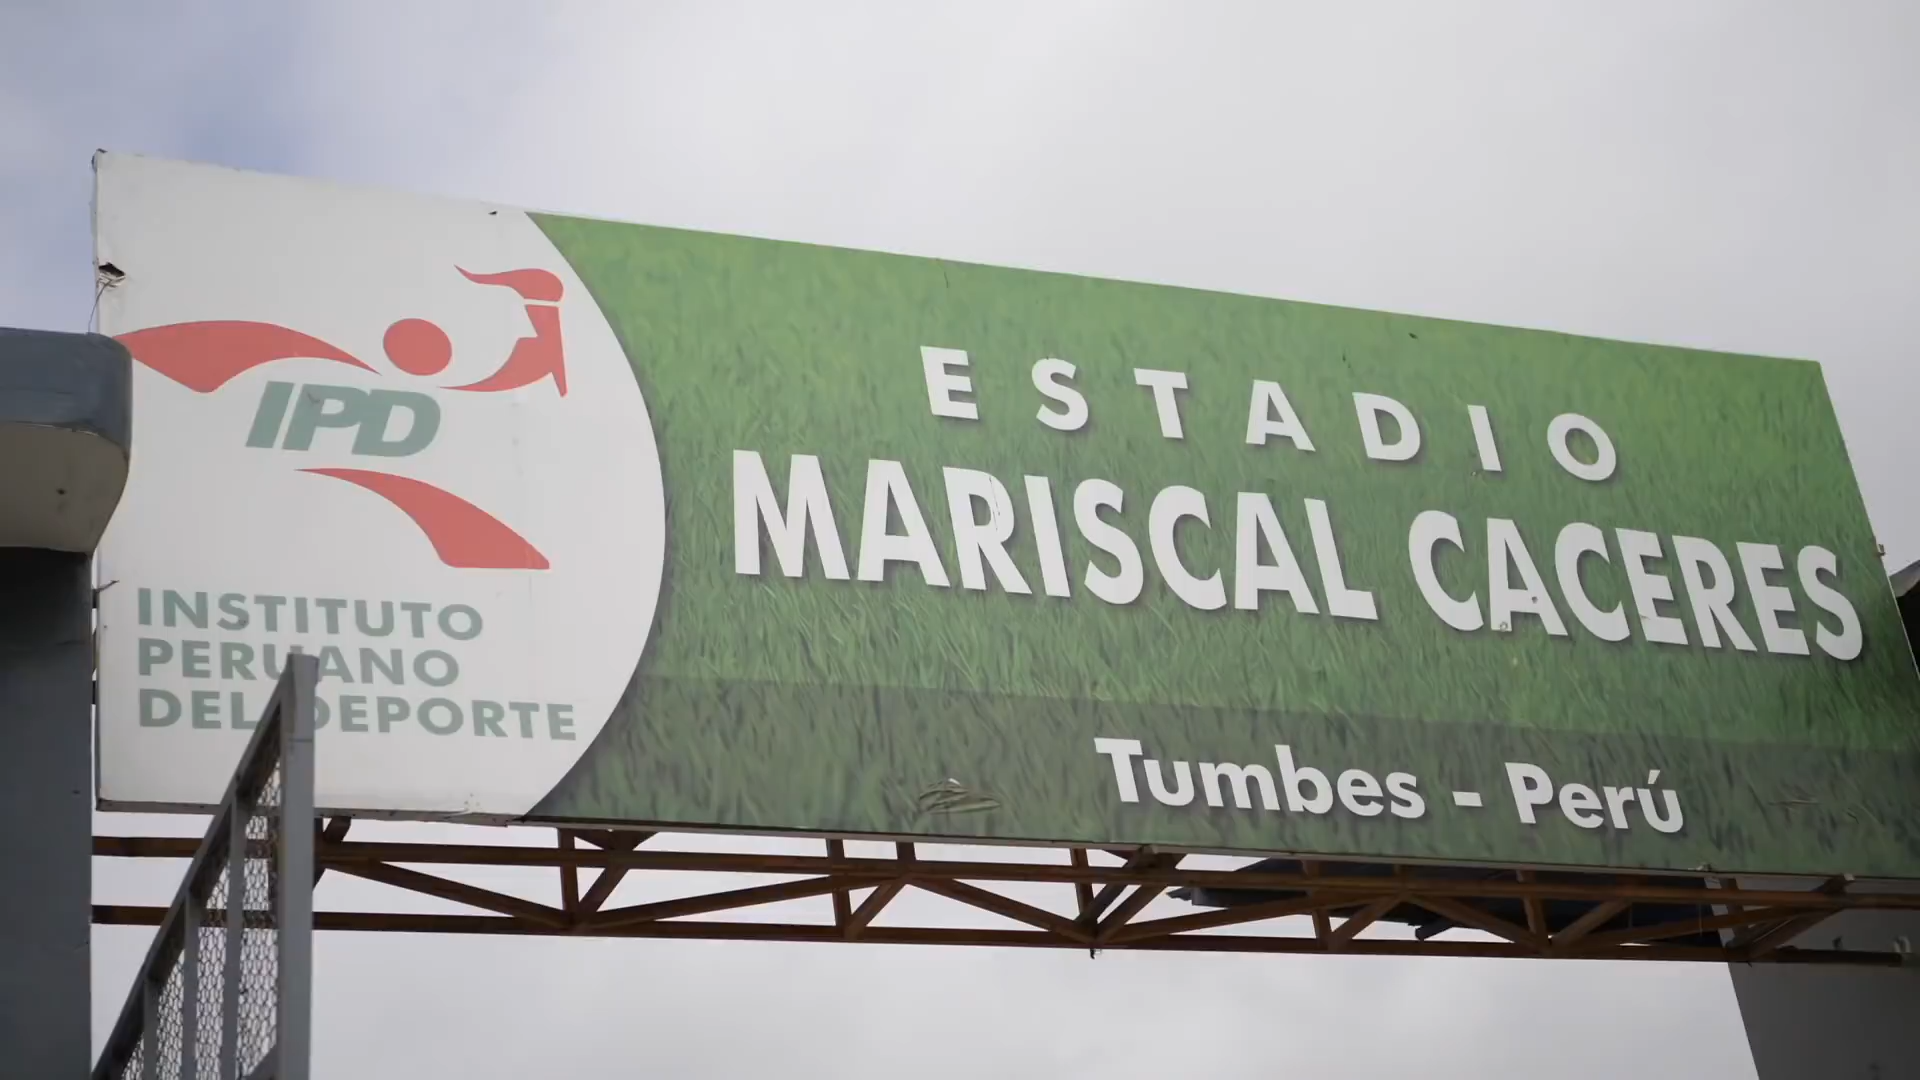 IPD
INSTITUTO
PERUANO
DEL DEPORTE
ESTADIO
MARISCAL CACERES
Tumbes - Perú